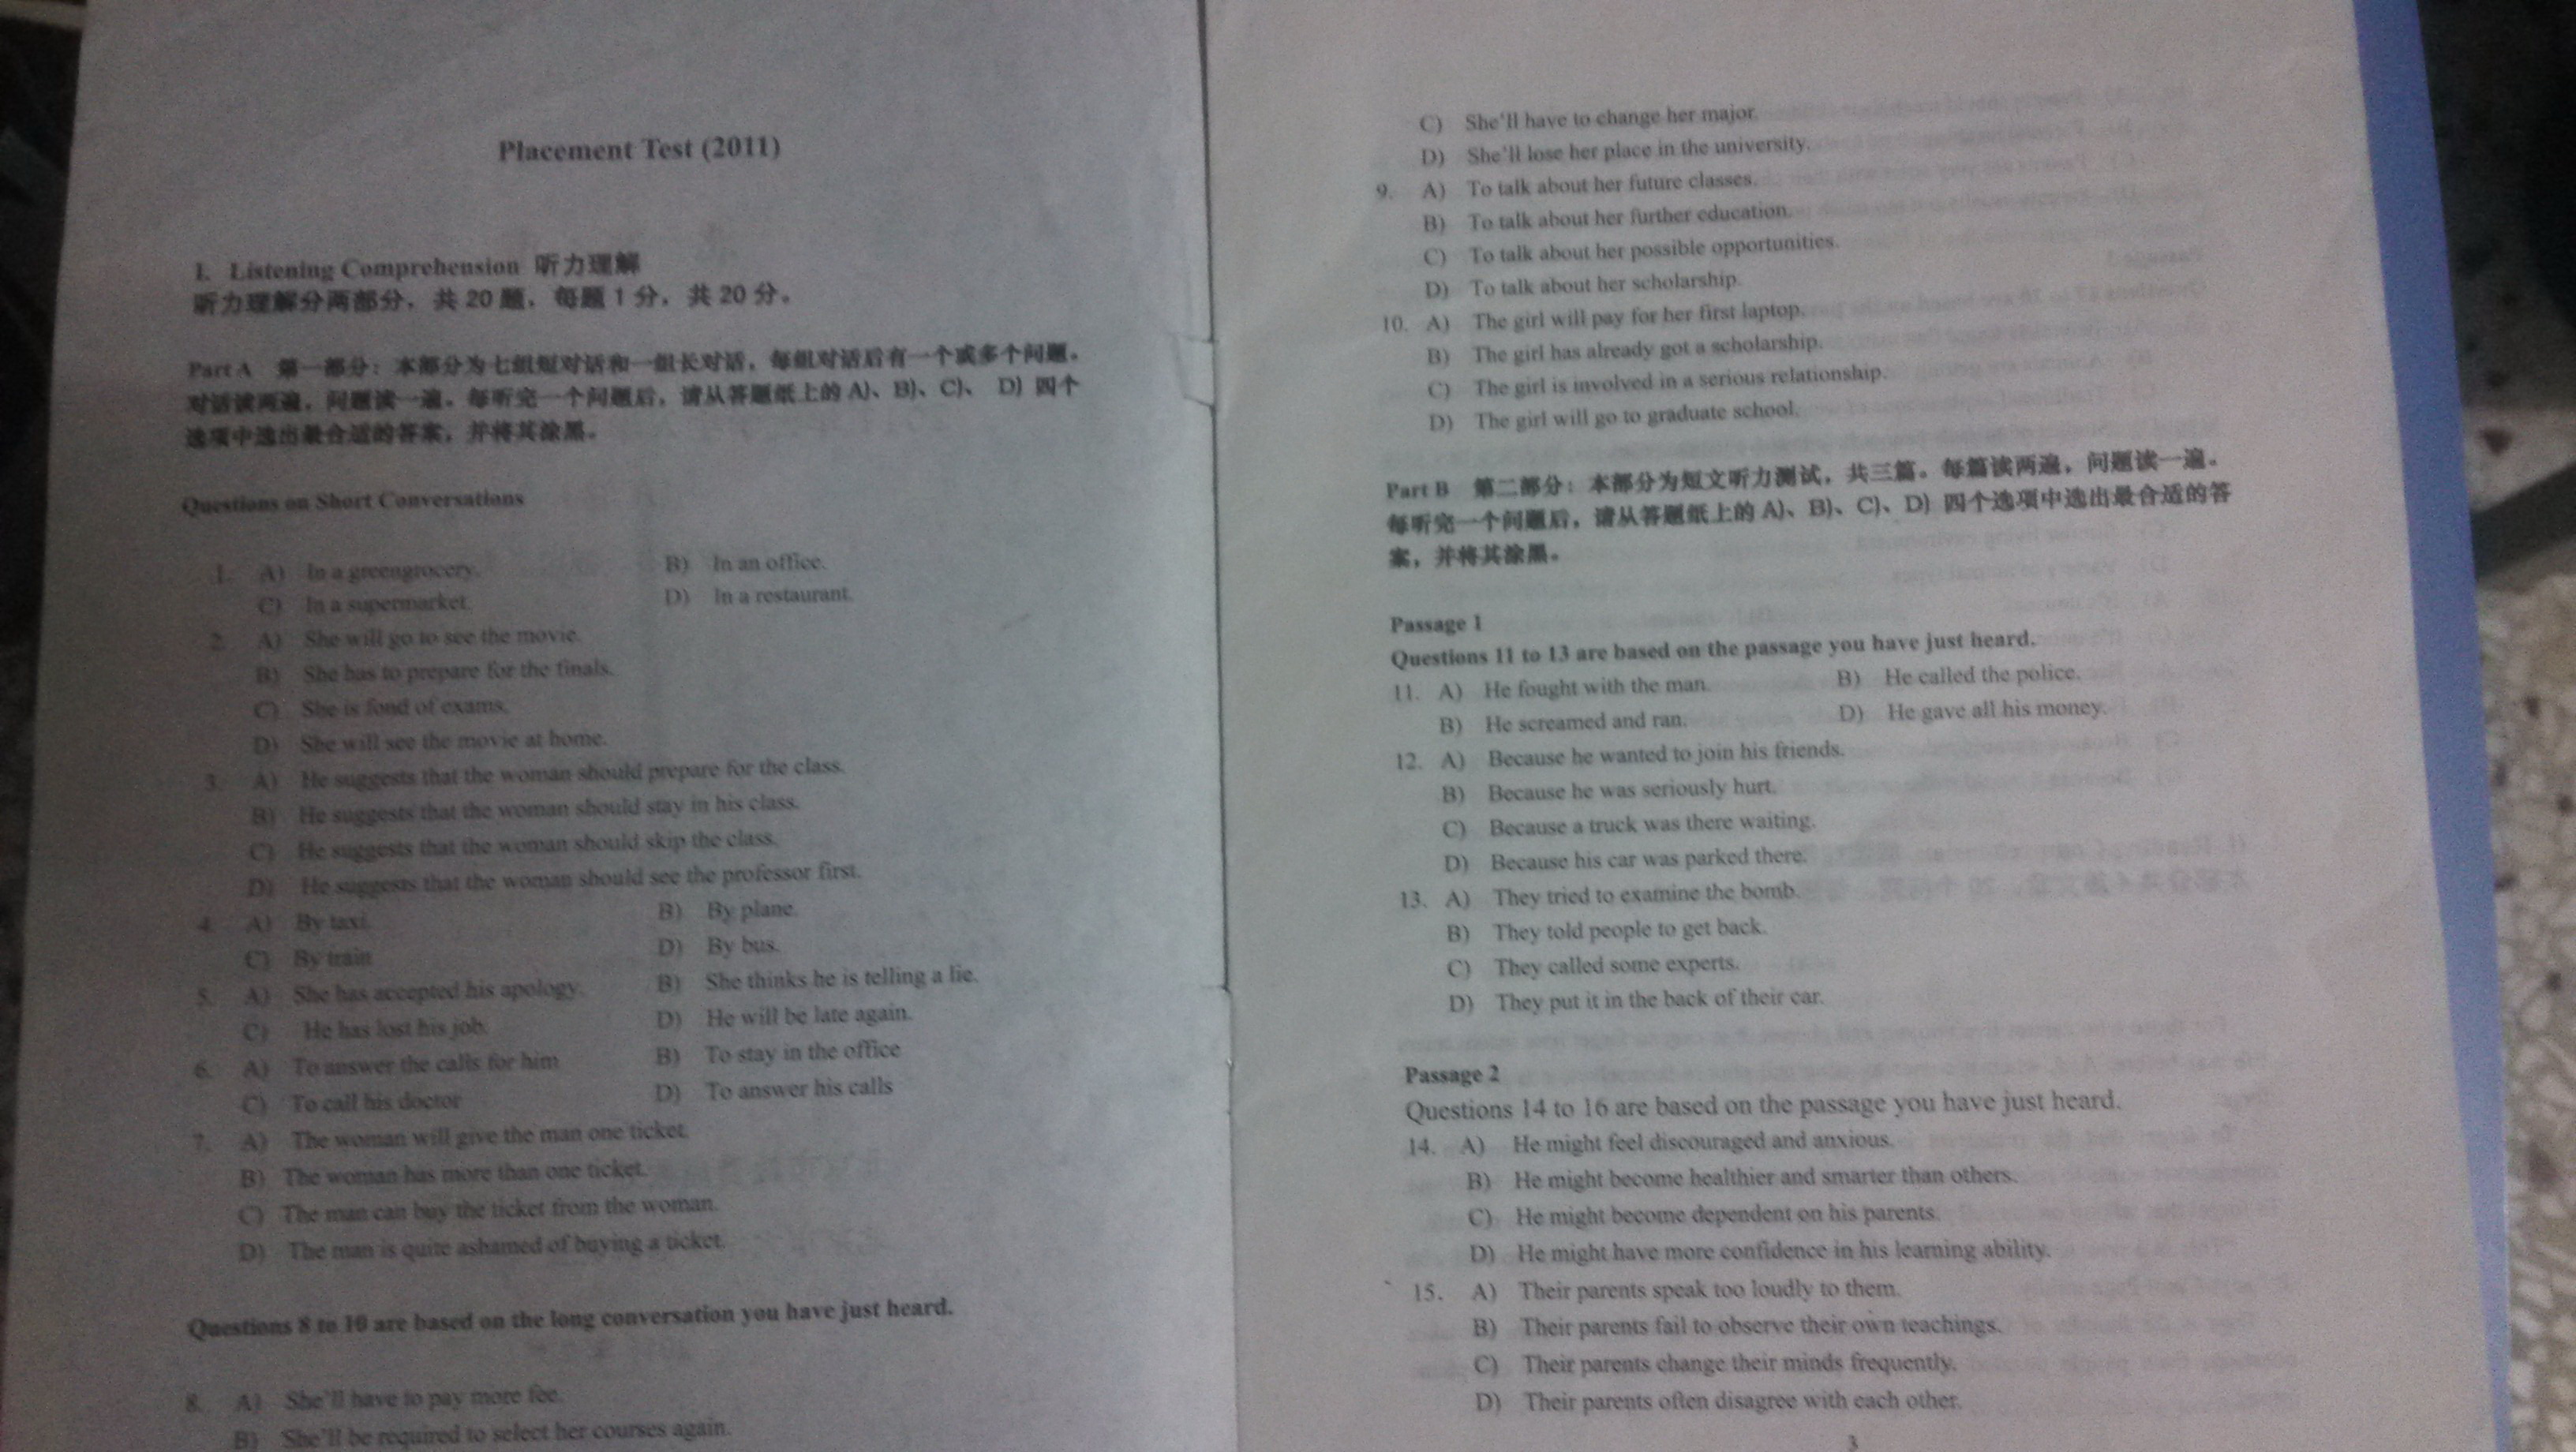 Placement Test (2011)
I. Listening Comprehension 听力理解
听力理解分两部分，共 20 题，每题 1 分，共 20 分。
Part A 第一部分：本部分为七组短对话和一组长对话，每组对话后有一个或多个问题。
对话读两遍，问题读一遍。每听完一个问题后，请从答题纸上的 A)、B)、C)、 D) 四个
选项中选出最合适的答案，并将其涂黑。
Questions on Short Conversations
1. A) In a greengrocery. B) In an office.
C) In a supermarket. D) In a restaurant.
2. A) She will go to see the movie.
B) She has to prepare for the finals.
C) She is fond of exams.
D) She will see the movie at home.
3. A) He suggests that the woman should prepare for the class.
B) He suggests that the woman should stay in his class.
C) He suggests that the woman should skip the class.
D) He suggests that the woman should see the professor first.
4. A) By taxi. B) By plane.
C) By train D) By bus.
5. A) She has accepted his apology. B) She thinks he is telling a lie.
C) He has lost his job. D) He will be late again.
6. A) To answer the calls for him B) To stay in the office
C) To call his doctor D) To answer his calls
7. A) The woman will give the man one ticket.
B) The woman has more than one ticket.
C) The man can buy the ticket from the woman.
D) The man is quite ashamed of buying a ticket.
Questions 8 to 10 are based on the long conversation you have just heard.
8. A) She'll have to pay more fee.
B) She'll be required to select her courses again.
C) She'll have to change her major.
D) She'll lose her place in the university.
9. A) To talk about her future classes.
B) To talk about her further education.
C) To talk about her possible opportunities.
D) To talk about her scholarship.
10. A) The girl will pay for her first laptop.
B) The girl has already got a scholarship.
C) The girl is involved in a serious relationship.
D) The girl will go to graduate school.
Part B 第二部分：本部分为短文听力测试，共三篇。每篇读两遍，问题读一遍。
每听完一个问题后，请从答题纸上的 A)、B)、C)、D) 四个选项中选出最合适的答
案，并将其涂黑。
Passage 1
Questions 11 to 13 are based on the passage you have just heard.
11. A) He fought with the man. B) He called the police.
B) He screamed and ran. D) He gave all his money.
12. A) Because he wanted to join his friends.
B) Because he was seriously hurt.
C) Because a truck was there waiting.
D) Because his car was parked there.
13. A) They tried to examine the bomb.
B) They told people to get back.
C) They called some experts.
D) They put it in the back of their car.
Passage 2
Questions 14 to 16 are based on the passage you have just heard.
14. A) He might feel discouraged and anxious.
B) He might become healthier and smarter than others.
C) He might become dependent on his parents.
D) He might have more confidence in his learning ability.
15. A) Their parents speak too loudly to them.
B) Their parents fail to observe their own teachings.
C) Their parents change their minds frequently.
D) Their parents often disagree with each other.
3